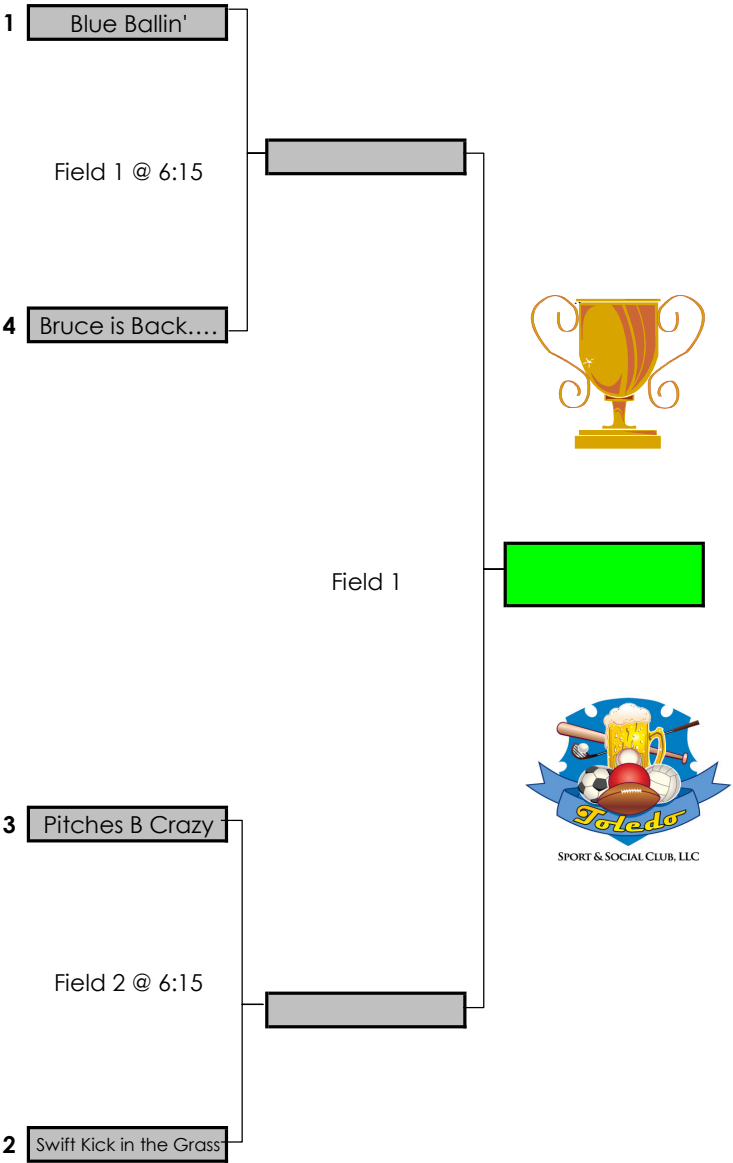 1 Blue Ballin'
Field 1 @ 6:15
4 Bruce is Back....
Field 1
3 Pitches B Crazy
Field 2 @ 6:15
2 Swift Kick in the Grass
Toledo
SPORT & SOCIAL CLUB, LLC